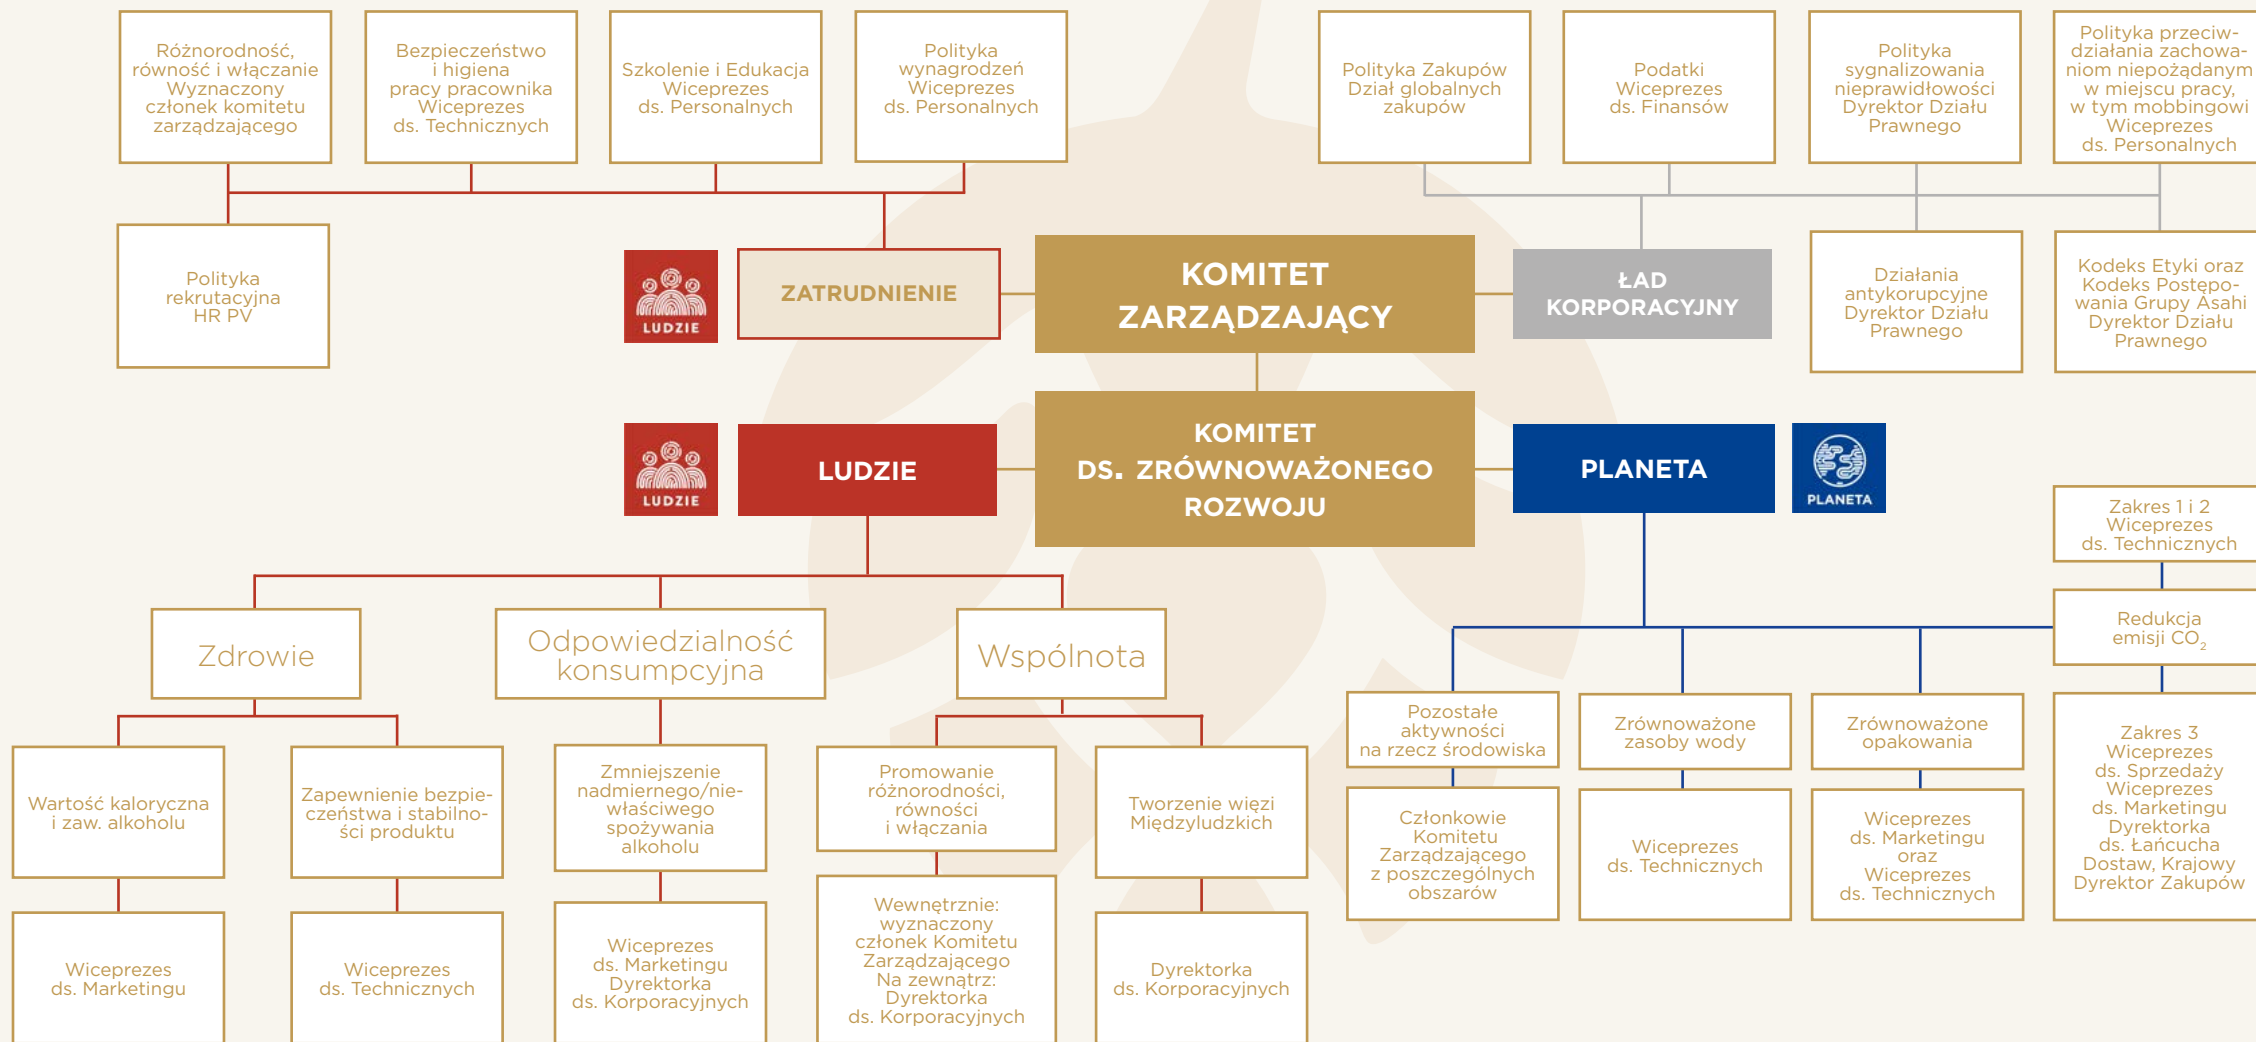 Różnorodność,
równość i włączanie
Wyznaczony
członek komitetu
zarządzającego
Bezpieczeństwo
i higiena
pracy pracownika
Wiceprezes
ds. Technicznych
Szkolenie i Edukacja
Wiceprezes
ds. Personalnych
Polityka
wynagrodzeń
Wiceprezes
ds. Personalnych
Polityka Zakupów
Dział globalnych
zakupów
Podatki
Wiceprezes
ds. Finansów
Polityka
sygnalizowania
nieprawidłowości
Dyrektor Działu
Prawnego
Polityka przeciw-
działania zachowa-
niom niepożądanym
w miejscu pracy,
w tym mobbingowi
Wiceprezes
ds. Personalnych
Polityka
rekrutacyjna
HR PV
LUDZIE
ZATRUDNIENIE
KOMITET
ZARZĄDZAJĄCY
ŁAD
KORPORACYJNY
Działania
antykorupcyjne
Dyrektor Działu
Prawnego
Kodeks Etyki oraz
Kodeks Postępo-
wania Grupy Asahi
Dyrektor Działu
Prawnego
LUDZIE
LUDZIE
KOMITET
DS. ZRÓWNOWAŻONEGO
ROZWOJU
PLANETA
PLANETA
Zakres 1 i 2
Wiceprezes
ds. Technicznych
Redukcja
emisji CO₂
Zdrowie
Odpowiedzialność
konsumpcyjna
Wspólnota
Pozostałe
aktywności
na rzecz środowiska
Zrównoważone
zasoby wody
Zrównoważone
opakowania
Zakres 3
Wiceprezes
ds. Sprzedaży
Wiceprezes
ds. Marketingu
Dyrektorka
ds. Łańcucha
Dostaw, Krajowy
Dyrektor Zakupów
Wartość kaloryczna
i zaw. alkoholu
Zapewnienie bezpie-
czeństwa i stabilno-
ści produktu
Zmniejszenie
nadmiernego/nie-
właściwego
spożywania
alkoholu
Promowanie
różnorodności,
równości
i włączania
Tworzenie więzi
Międzyludzkich
Członkowie
Komitetu
Zarządzającego
z poszczególnych
obszarów
Wiceprezes
ds. Technicznych
Wiceprezes
ds. Marketingu
oraz
Wiceprezes
ds. Technicznych
Wiceprezes
ds. Marketingu
Wiceprezes
ds. Technicznych
Wiceprezes
ds. Marketingu
Dyrektorka
ds. Korporacyjnych
Wewnętrznie:
wyznaczony
członek Komitetu
Zarządzającego
Na zewnątrz:
Dyrektorka
ds. Korporacyjnych
Dyrektorka
ds. Korporacyjnych